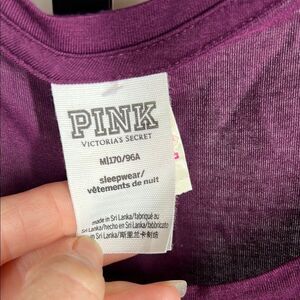 PINK
VICTORIA'S SECRET
M|170/96A
sleepwear/
vêtements de nuit
made in Sri Lanka/fabriqué au
Sri Lanka/hecho en Sri Lanka/fabbricato
in Sri Lanka/斯里兰卡制造